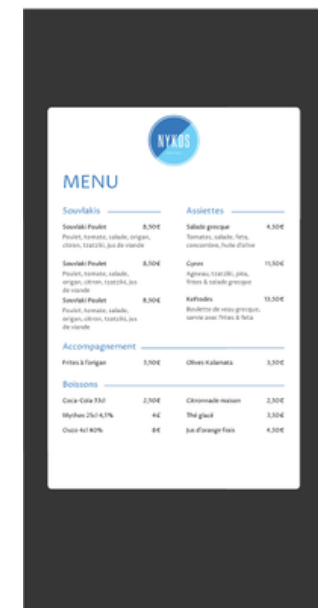 NYKOS
MENU
Souvlakis
Souvlaki Poulet 8,50€
Poulet, tomate, salade, origan,
citron, tzatziki, jus de viande
Souvlaki Poulet 8,50€
Poulet, tomate, salade,
origan, citron, tzatziki, jus
de viande
Souvlaki Poulet 8,50€
Poulet, tomate, salade,
origan, citron, tzatziki, jus
de viande
Assiettes
Salade grecque 4,50€
Tomates, salade, feta,
concombre, huile d'olive
Gyros 11,50€
Agneau, tzatziki, pita,
frites & salade grecque
Keftedes 13,50€
Boulette de veau grecque,
servie avec frites & feta
Accompagnement
Frites à l'origan 3,50€
Olives Kalamata 3,50€
Boissons
Coca-Cola 33cl 2,50€
Mythos 25cl 4,7% 4€
Ouzo 4cl 40% 8€
Citronnade maison 2,50€
Thé glacé 3,50€
Jus d'orange frais 4,50€